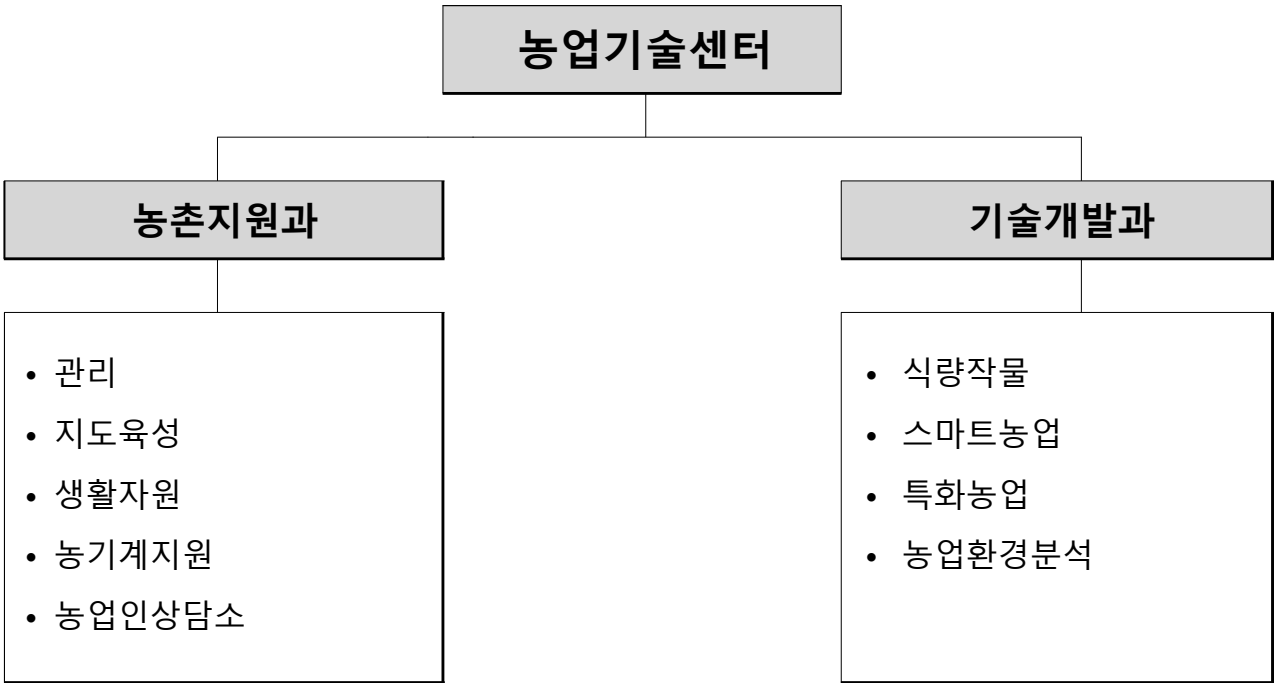 농업기술센터
농촌지원과
기술개발과
• 관리
• 지도육성
• 생활자원
• 농기계지원
• 농업인상담소
• 식량작물
• 스마트농업
• 특화농업
• 농업환경분석